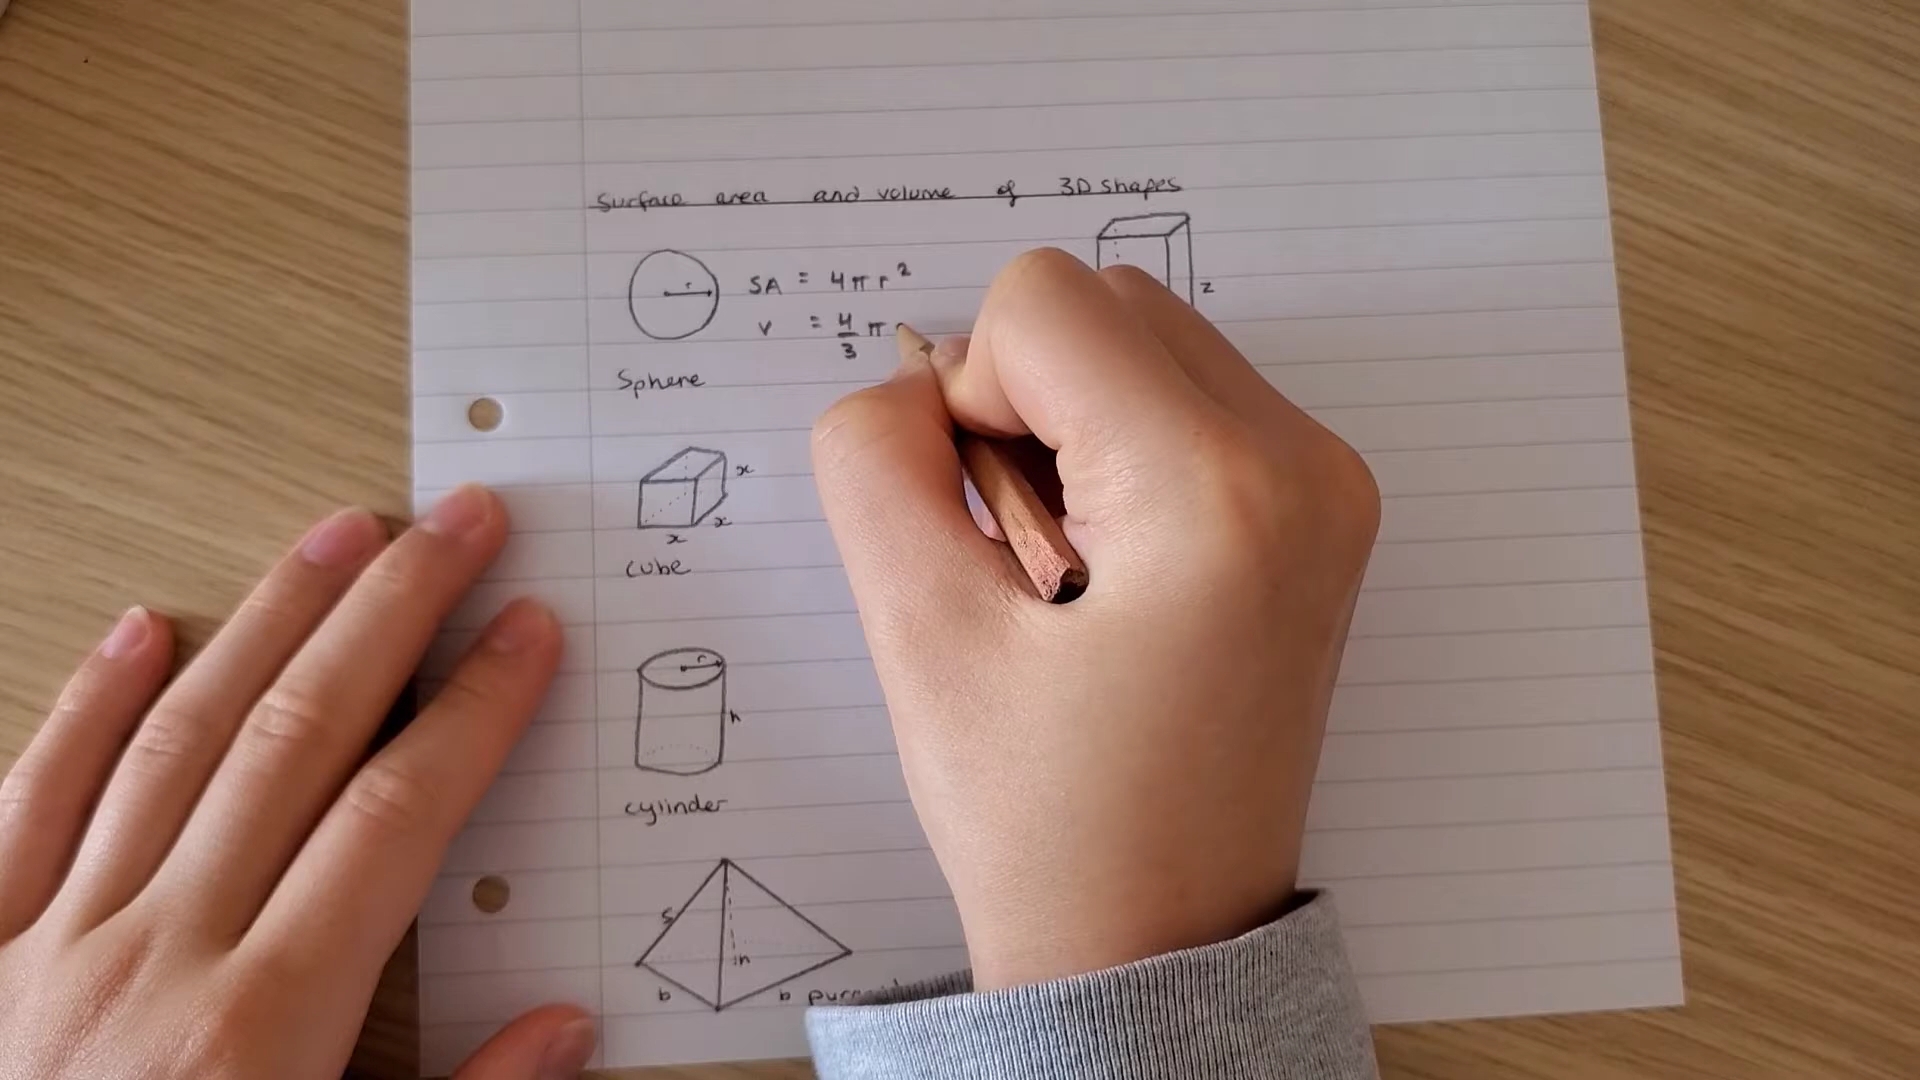 Surface area and volume of 3D shapes
r
SA = 4πr²
z
V = 4/3 π
Sphere
x
x
x
cube
r
h
cylinder
s
h
b
b